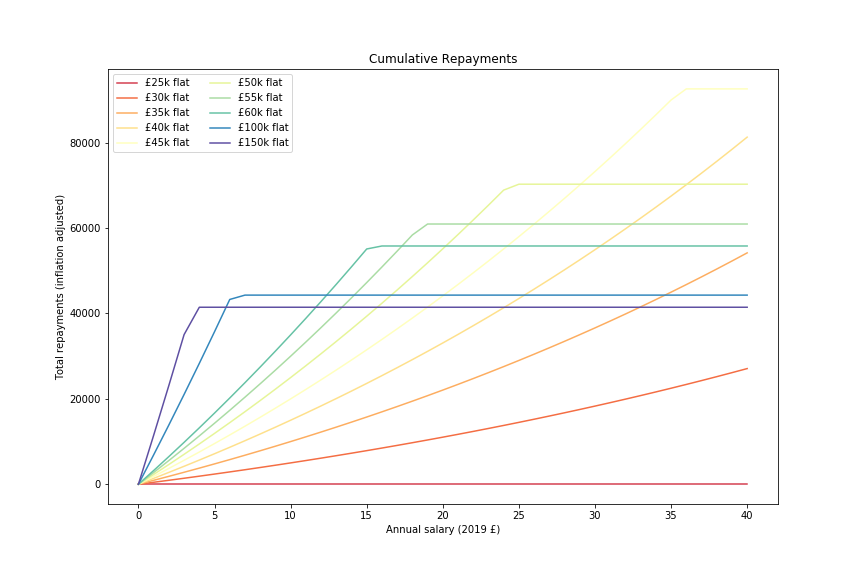 Cumulative Repayments
£25k flat
£30k flat
£35k flat
£40k flat
£45k flat
£50k flat
£55k flat
£60k flat
£100k flat
£150k flat
Total repayments (inflation adjusted)
80000
60000
40000
20000
0
0 5 10 15 20 25 30 35 40
Annual salary (2019 £)